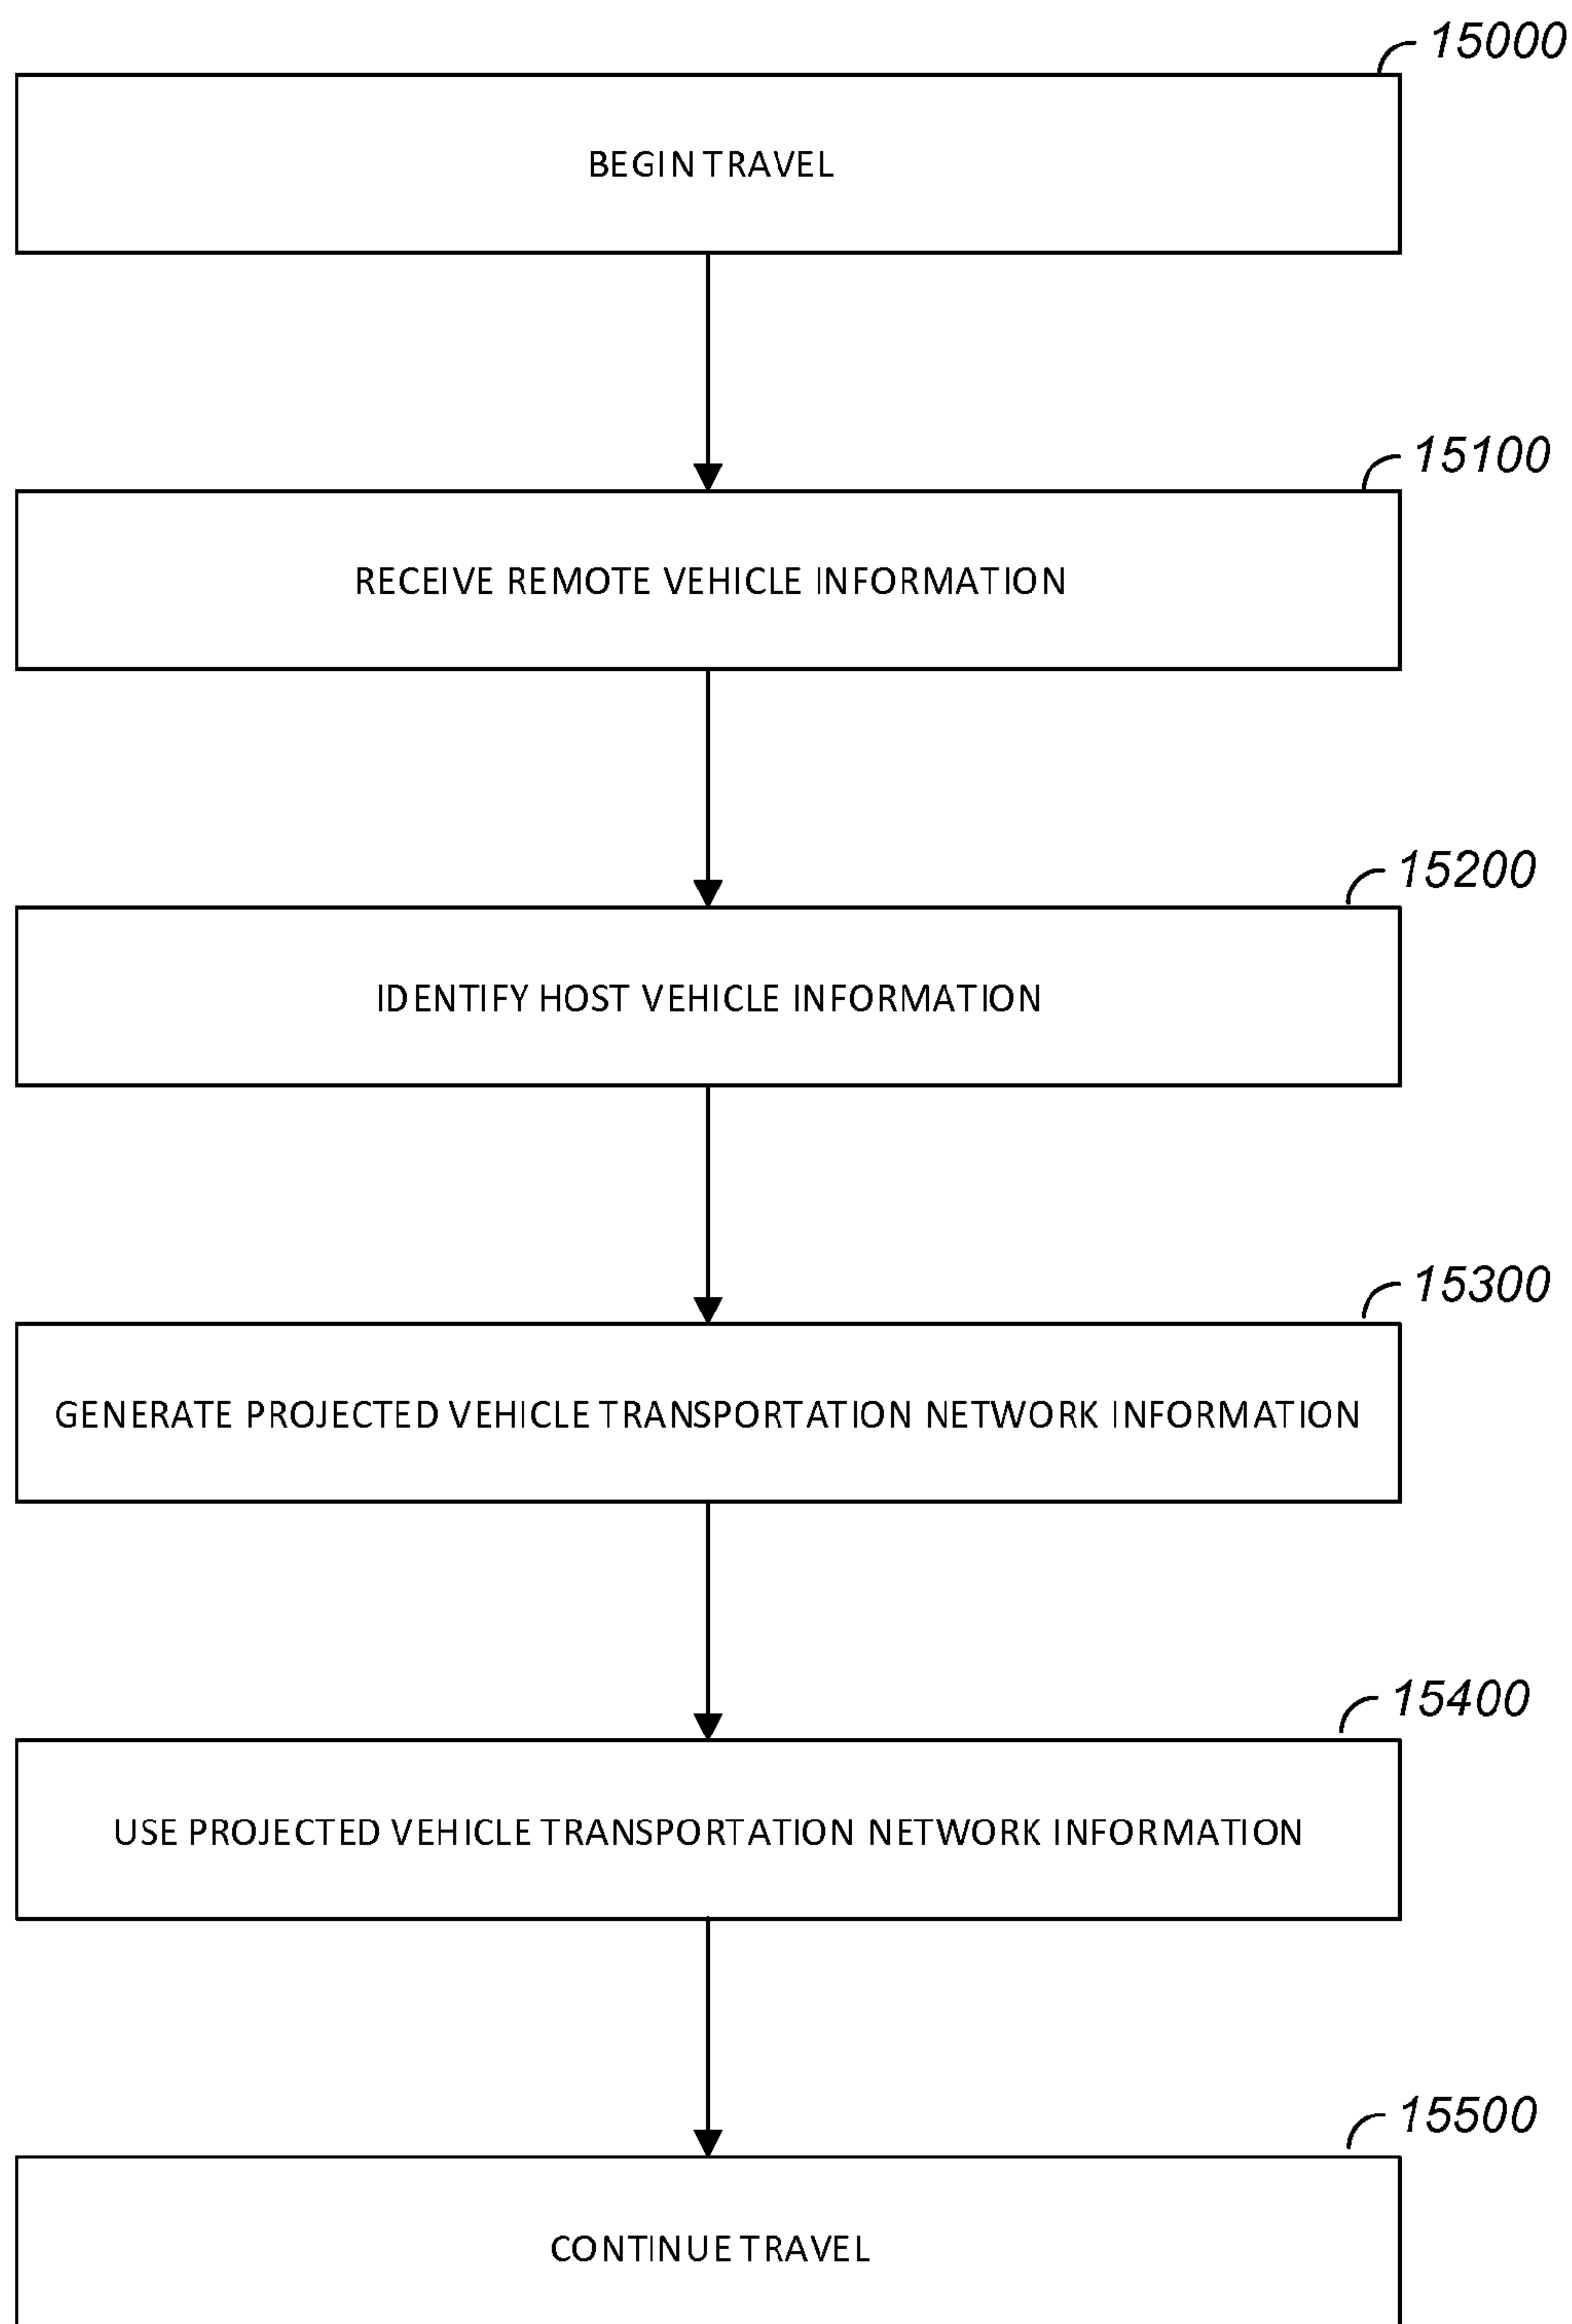 15000
BEGIN TRAVEL
15100
RECEIVE REMOTE VEHICLE INFORMATION
15200
IDENTIFY HOST VEHICLE INFORMATION
15300
GENERATE PROJECTED VEHICLE TRANSPORTATION NETWORK INFORMATION
15400
USE PROJECTED VEHICLE TRANSPORTATION NETWORK INFORMATION
15500
CONTINUE TRAVEL